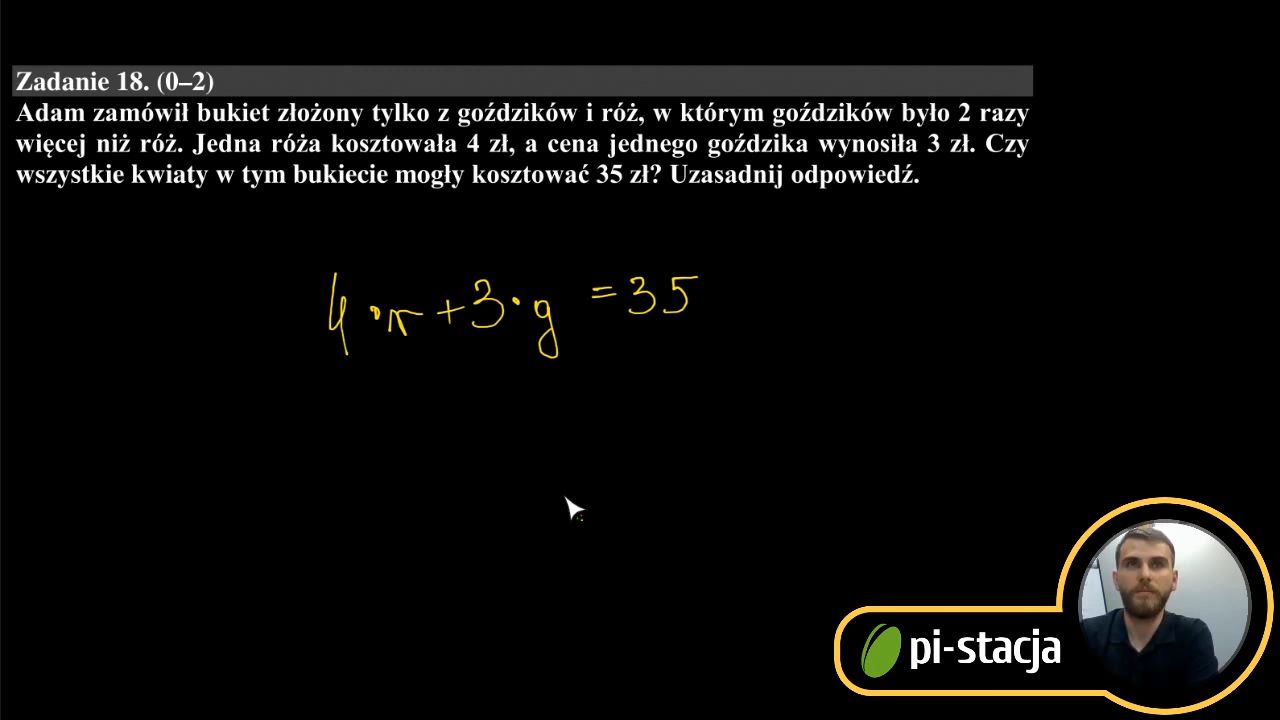 Zadanie 18. (0–2)
Adam zamówił bukiet złożony tylko z goździków i róż, w którym goździków było 2 razy
więcej niż róż. Jedna róża kosztowała 4 zł, a cena jednego goździka wynosiła 3 zł. Czy
wszystkie kwiaty w tym bukiecie mogły kosztować 35 zł? Uzasadnij odpowiedź.
4 · r + 3 · g = 35
pi-stacja